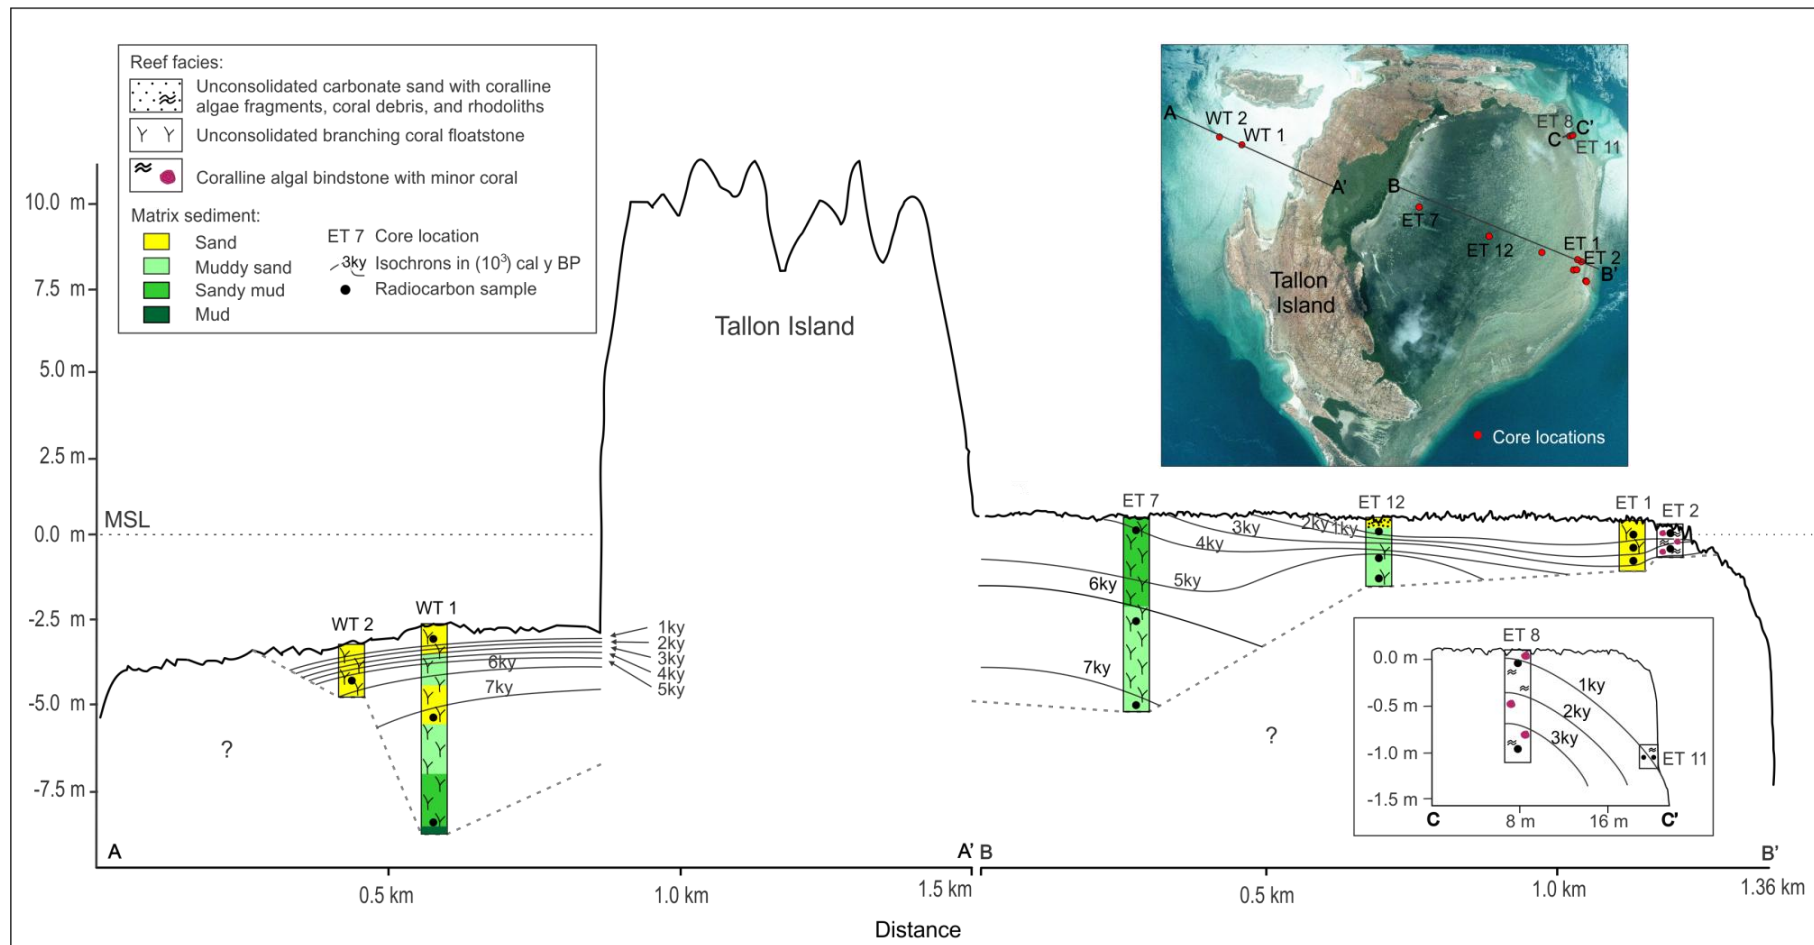 Reef facies:
Unconsolidated carbonate sand with coralline
algae fragments, coral debris, and rhodoliths
Unconsolidated branching coral floatstone
Coralline algal bindstone with minor coral
Matrix sediment:
Sand
Muddy sand
Sandy mud
Mud
ET 7 Core location
3ky Isochrons in (10³) cal y BP
Radiocarbon sample
10.0 m
7.5 m
5.0 m
2.5 m
0.0 m
-2.5 m
-5.0 m
-7.5 m
MSL
Tallon Island
A
WT 2
WT 1
A'
B
ET 7
ET 12
ET 8
C'
C
ET 11
ET 1
ET 2
B'
Tallon
Island
Core locations
WT 2
WT 1
6ky
7ky
1ky
2ky
3ky
4ky
5ky
?
ET 7
ET 12
ET 1
ET 2
3ky
2ky
1ky
4ky
5ky
6ky
7ky
?
ET 8
0.0 m
-0.5 m
-1.0 m
-1.5 m
1ky
2ky
3ky
ET 11
C
8 m
16 m
C'
A
A'
B
B'
0.5 km
1.0 km
1.5 km
0.5 km
1.0 km
1.36 km
Distance